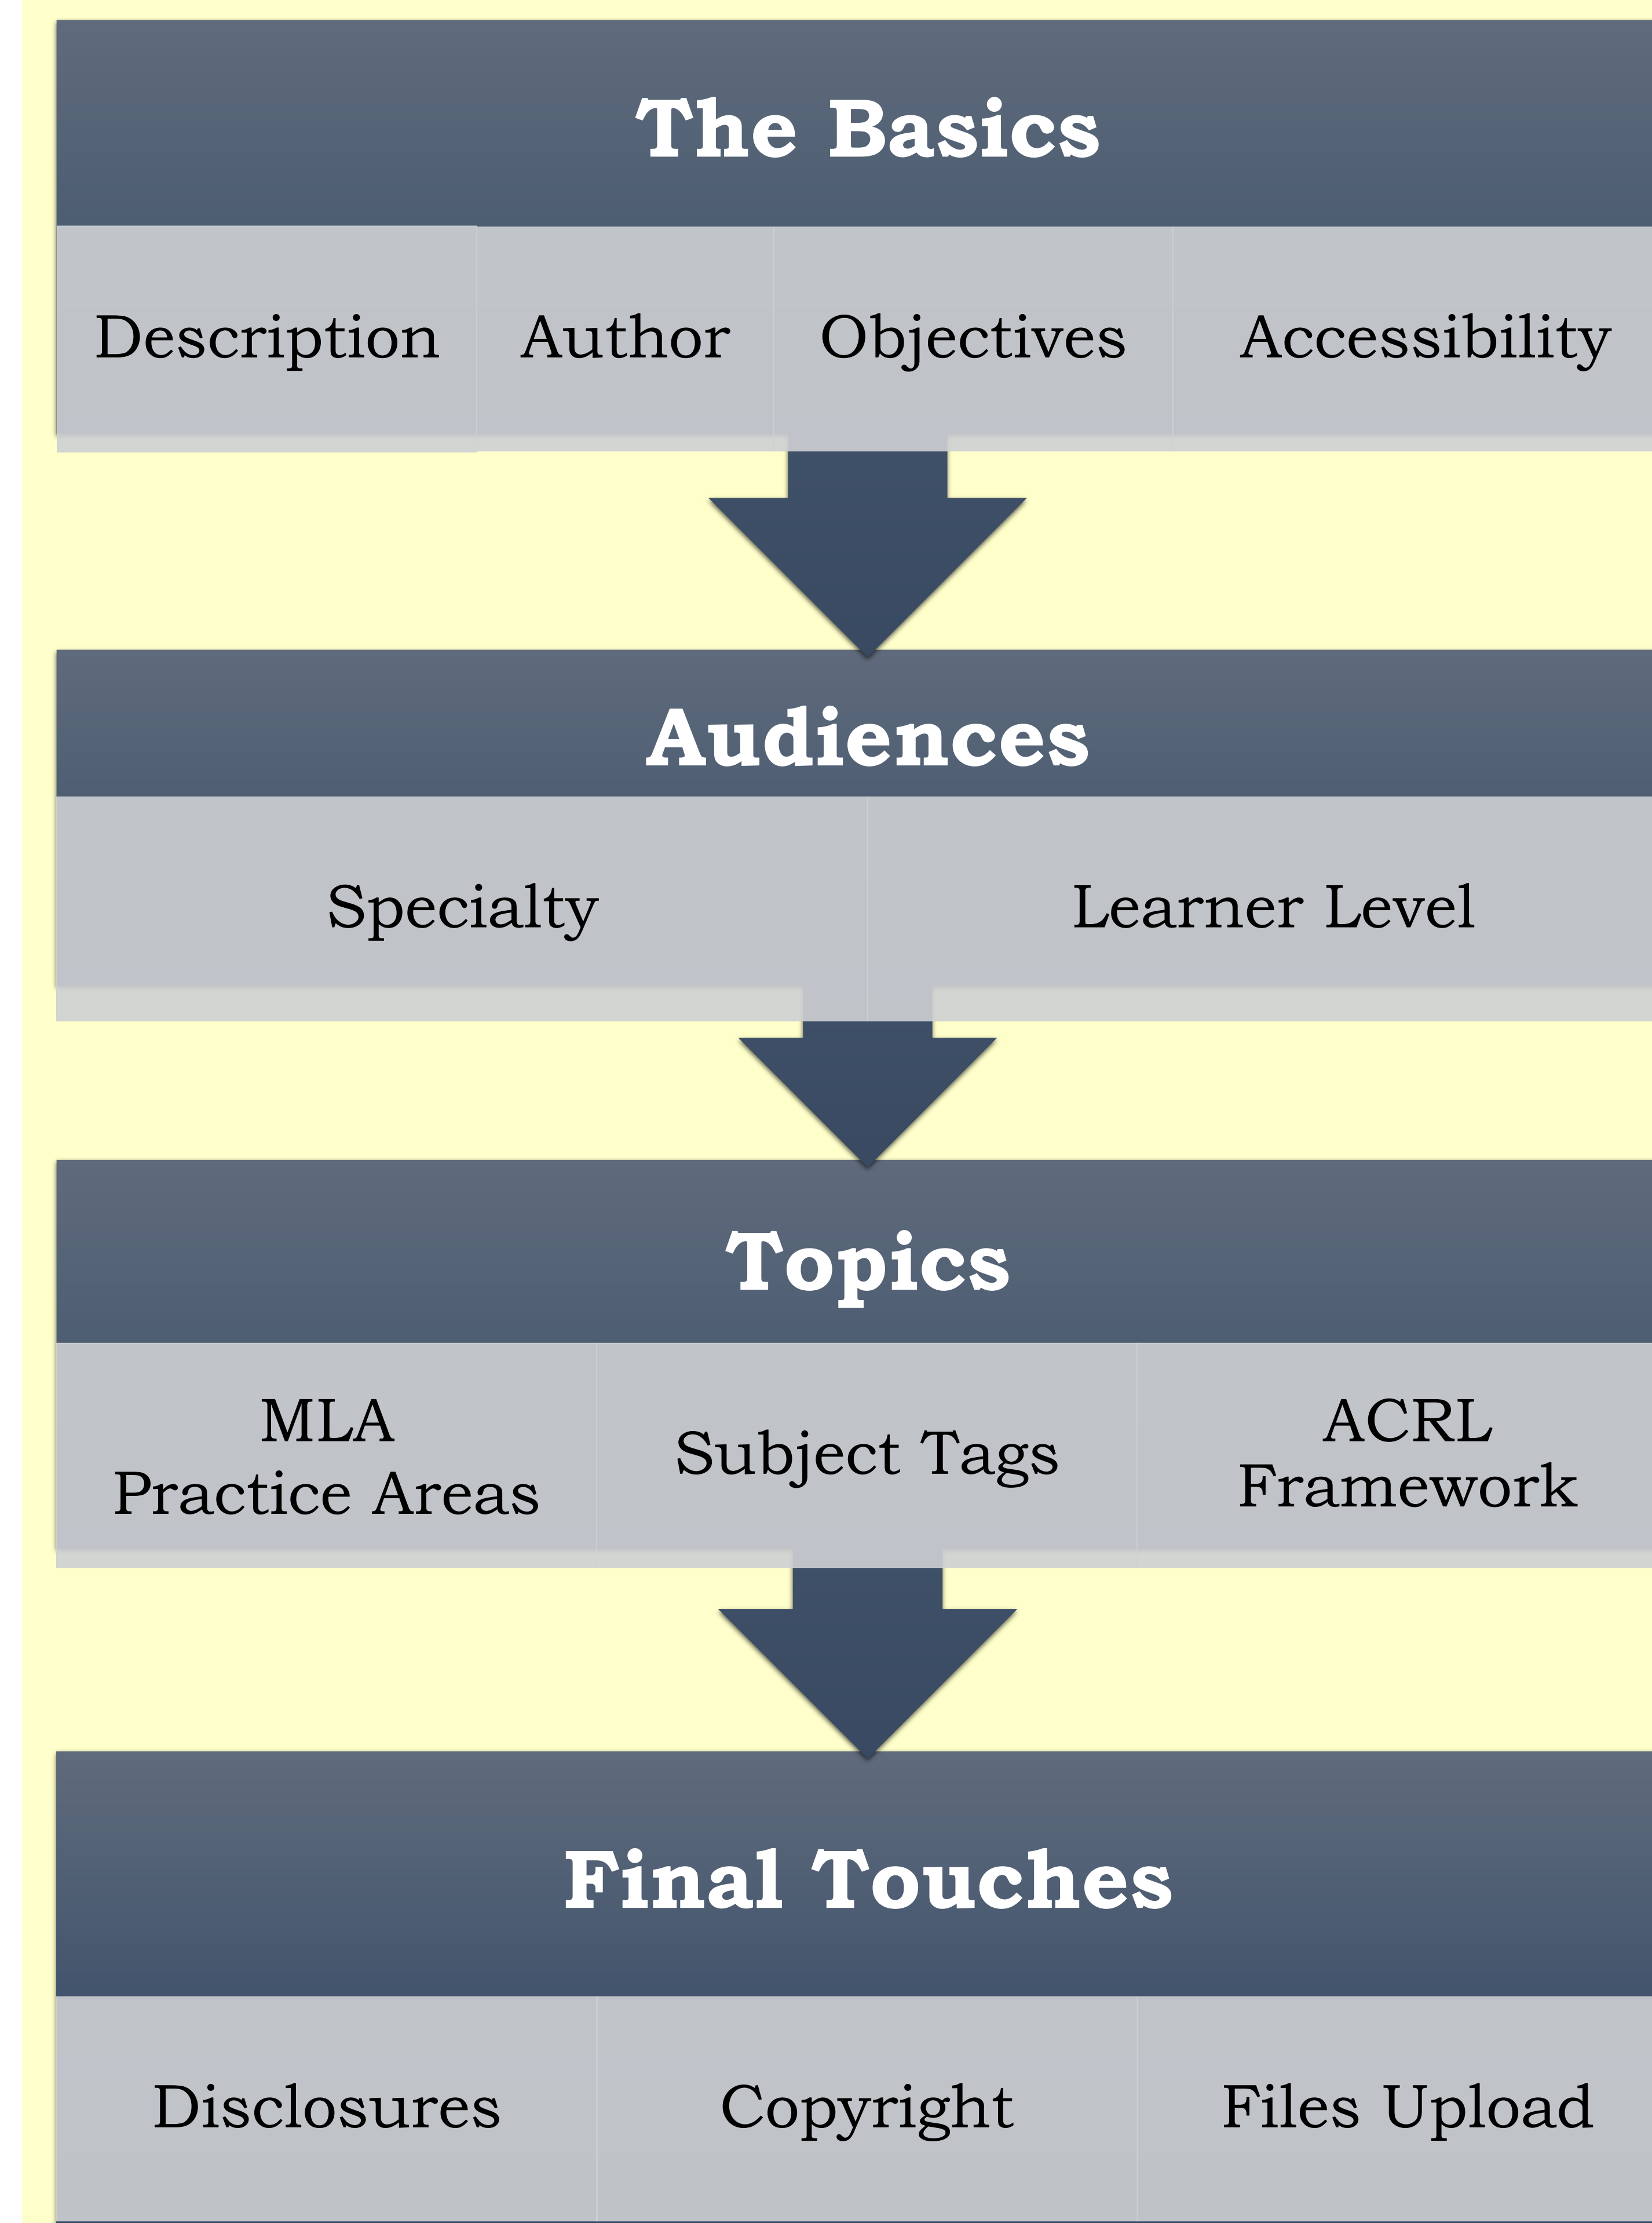 The Basics
Description Author Objectives Accessibility
Audiences
Specialty Learner Level
Topics
MLA
Practice Areas
Subject Tags
ACRL
Framework
Final Touches
Disclosures Copyright Files Upload